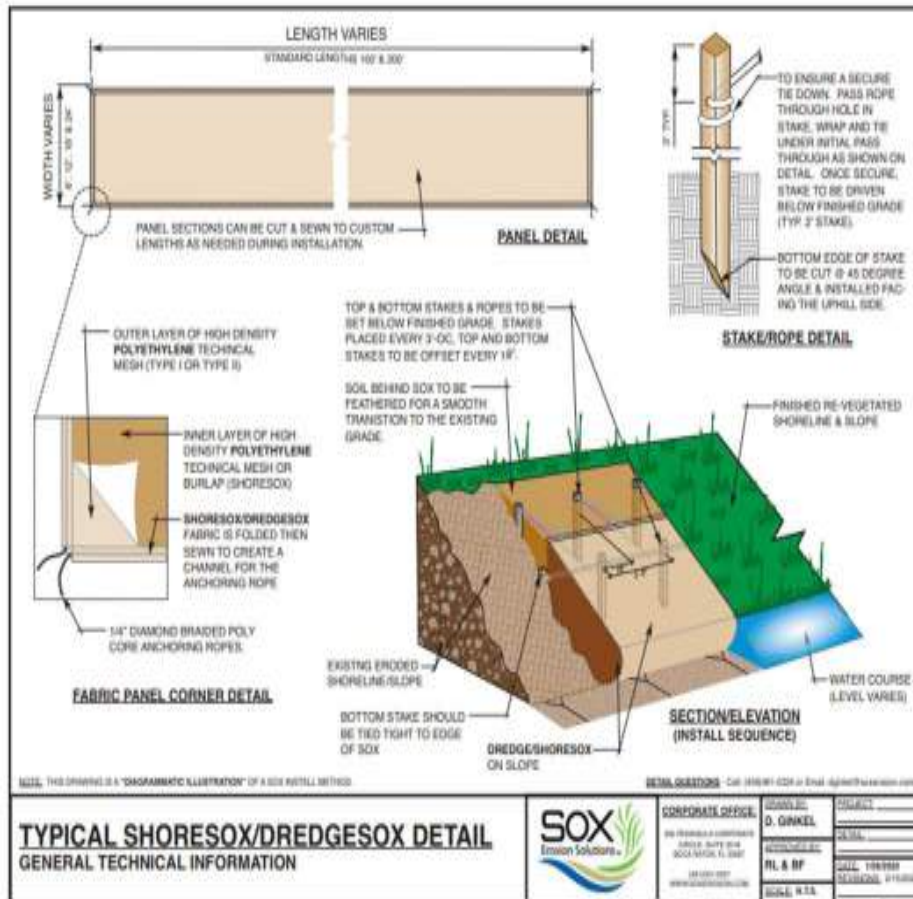 LENGTH VARIES
STANDARD LENGTHS 100' & 200'
WIDTH VARIES
PANEL SECTIONS CAN BE CUT & SEWN TO CUSTOM
LENGTHS AS NEEDED DURING INSTALLATION.
PANEL DETAIL
TO ENSURE A SECURE
TIE DOWN. PASS ROPE
THROUGH HOLE IN
STAKE, WRAP AND TIE
UNDER INITIAL PASS
THROUGH AS SHOWN ON
DETAIL. ONCE SECURE,
STAKE TO BE DRIVEN
BELOW FINISHED GRADE
(TYP. 3' STAKE).
BOTTOM EDGE OF STAKE
TO BE CUT @ 45 DEGREE
ANGLE & INSTALLED FAC-
ING THE UPHILL SIDE.
STAKE/ROPE DETAIL
OUTER LAYER OF HIGH DENSITY
POLYETHYLENE TECHINCAL
MESH (TYPE I OR TYPE II)
INNER LAYER OF HIGH
DENSITY POLYETHYLENE
TECHNICAL MESH OR
BURLAP (SHORESOX)
SHORESOX/DREDGESOX
FABRIC IS FOLDED THEN
SEWN TO CREATE A
CHANNEL FOR THE
ANCHORING ROPE
1/4" DIAMOND BRAIDED POLY
CORE ANCHORING ROPES.
FABRIC PANEL CORNER DETAIL
TOP & BOTTOM STAKES & ROPES TO BE
SET BELOW FINISHED GRADE. STAKES
PLACED EVERY 3'-OC, TOP AND BOTTOM
STAKES TO BE OFFSET EVERY 18".
SOIL BEHIND SOX TO BE
FEATHERED FOR A SMOOTH
TRANSTION TO THE EXISTING
GRADE.
FINISHED RE-VEGETATED
SHORELINE & SLOPE
EXISTNG ERODED
SHORELINE/SLOPE
BOTTOM STAKE SHOULD
BE TIED TIGHT TO EDGE
OF SOX
DREDGE/SHORESOX
ON SLOPE
SECTION/ELEVATION
(INSTALL SEQUENCE)
WATER COURSE
(LEVEL VARIES)
NOTE: THIS DRAWING IS A "DIAGRAMMATIC ILLUSTRATION" OF A SOX INSTALL METHOD.
DETAIL QUESTIONS - Call or Email
TYPICAL SHORESOX/DREDGESOX DETAIL
GENERAL TECHNICAL INFORMATION
SOX
Erosion Solutions
CORPORATE OFFICE:
DRAWN BY:
D. GINKEL
APPROVED BY:
RL & BF
SCALE: N.T.S.
PROJECT:
DETAIL:
DATE:
REVISIONS: